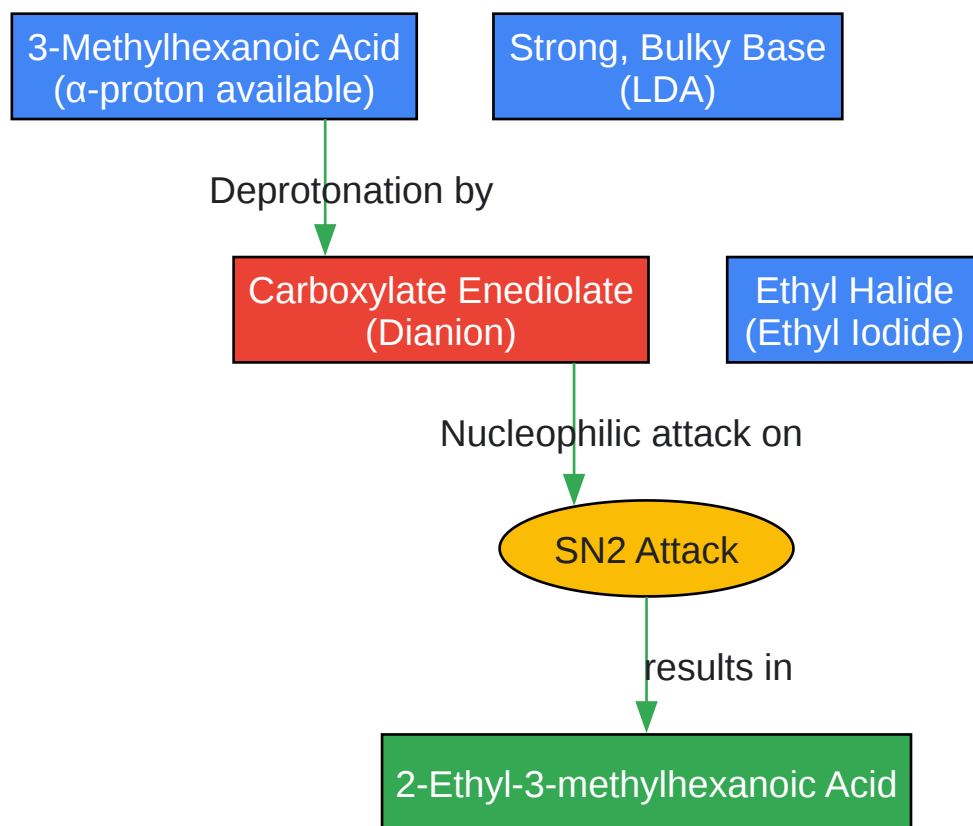 3-Methylhexanoic Acid
(α-proton available)
Strong, Bulky Base
(LDA)
Deprotonation by
Carboxylate Enediolate
(Dianion)
Ethyl Halide
(Ethyl Iodide)
Nucleophilic attack on
SN2 Attack
results in
2-Ethyl-3-methylhexanoic Acid